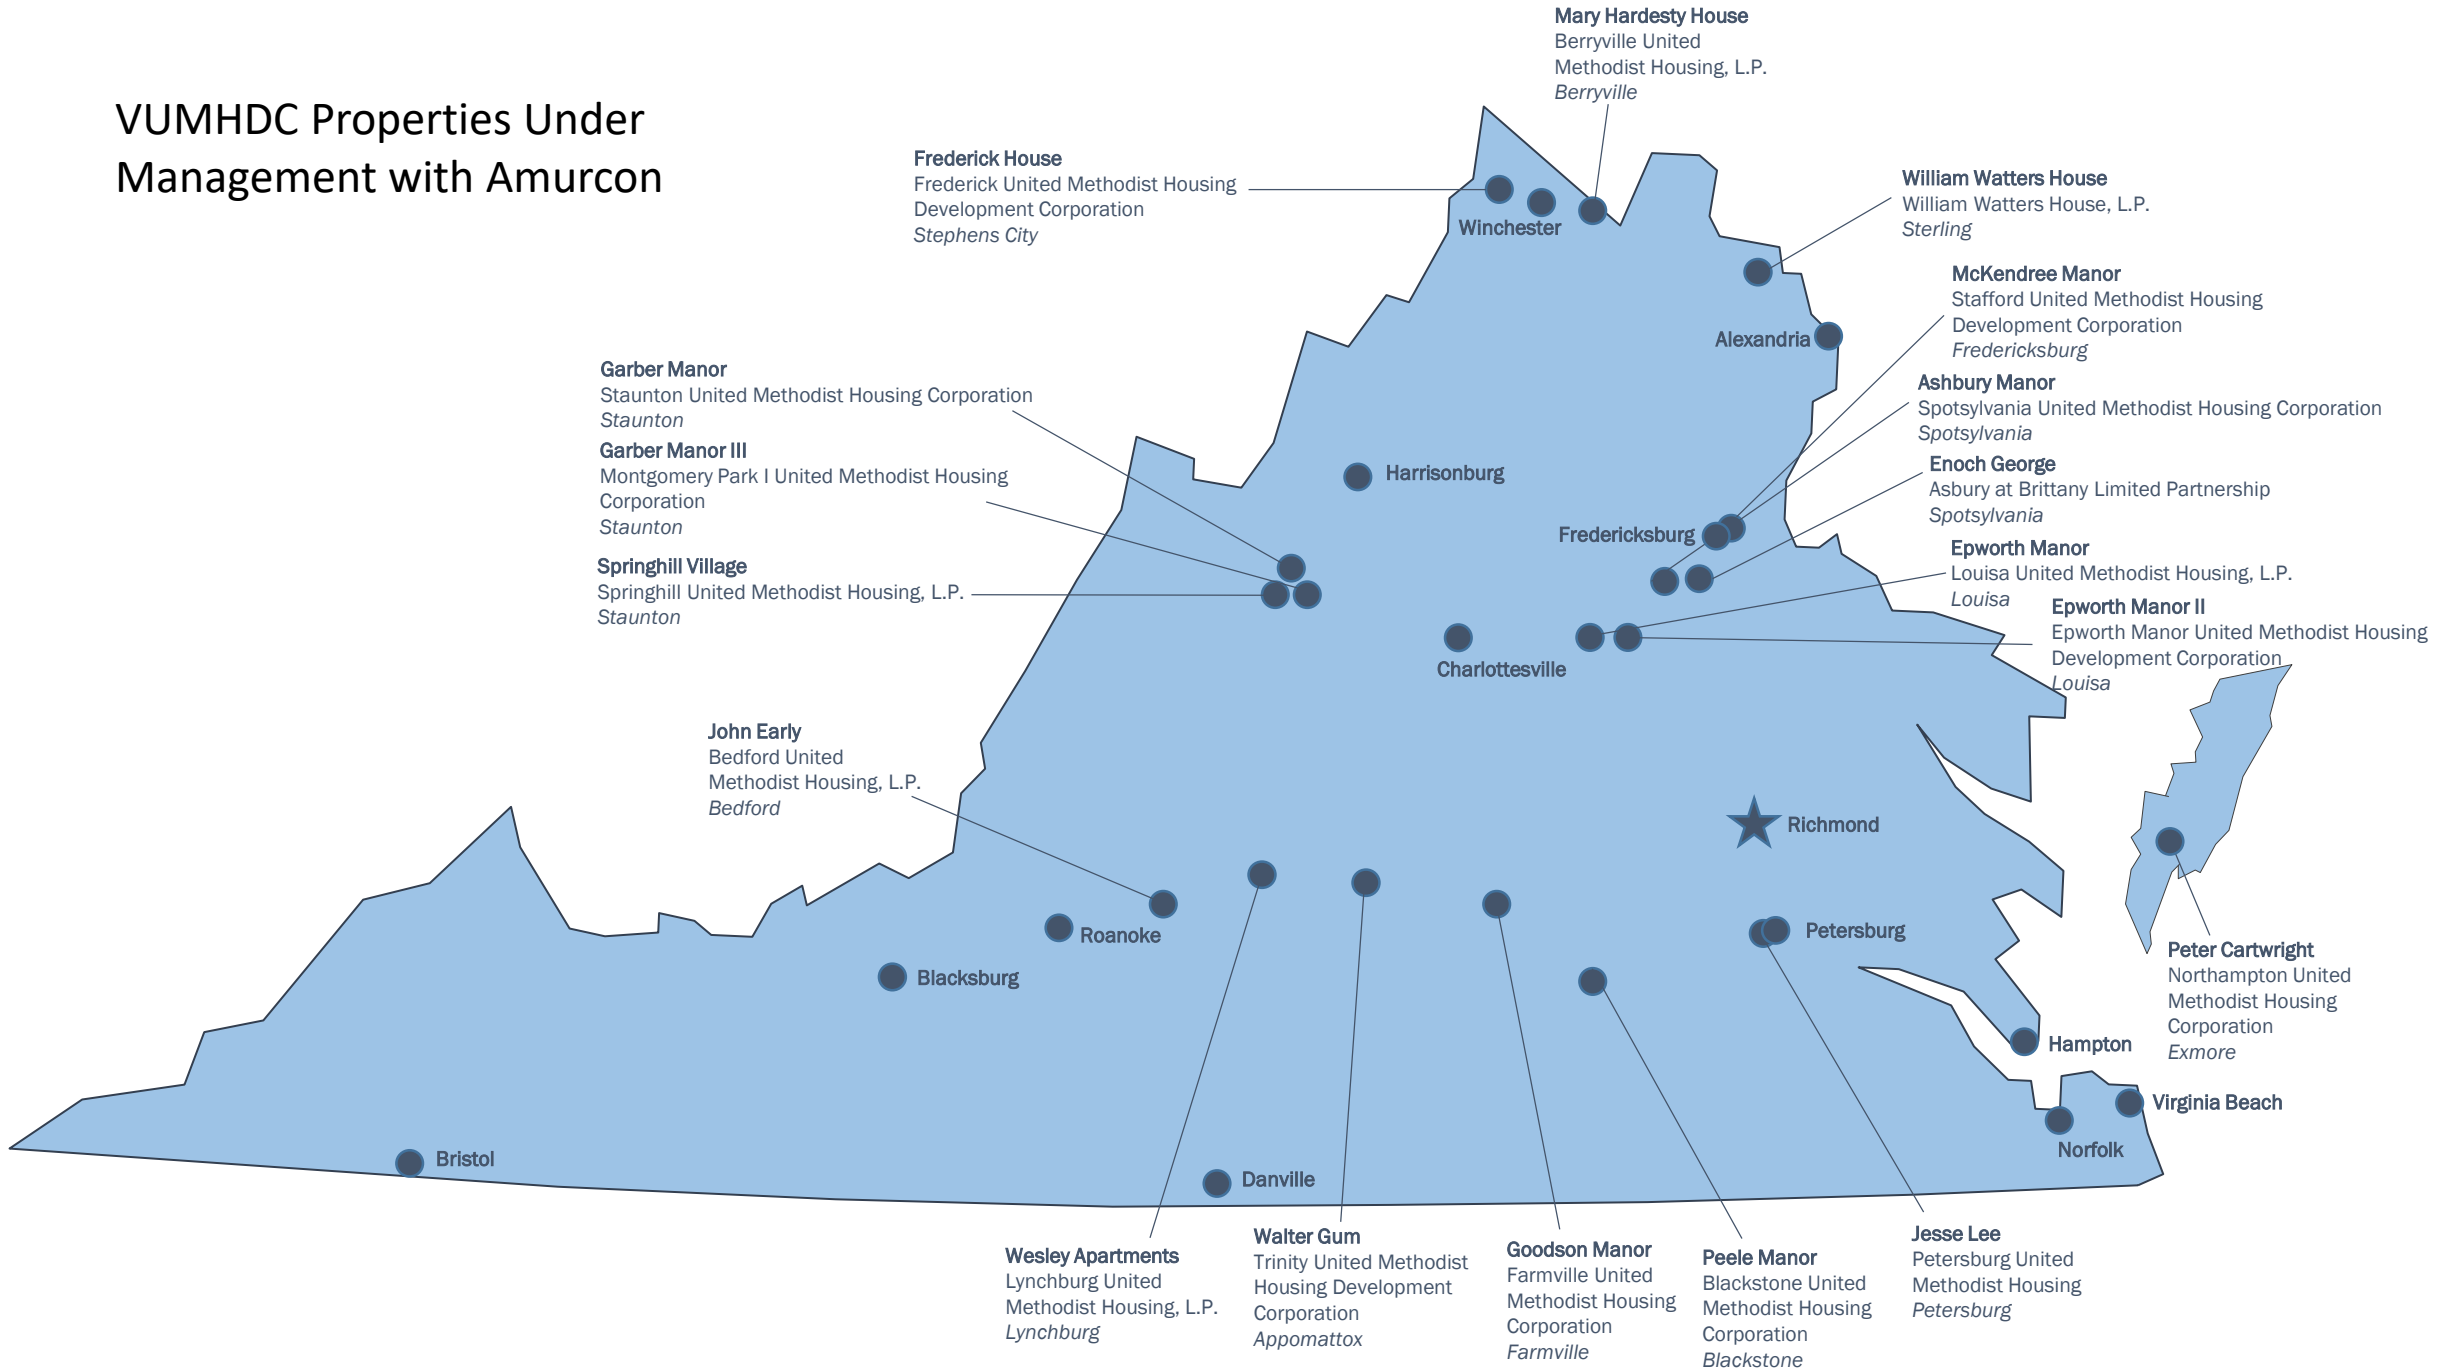 VUMHDC Properties Under
Management with Amurcon
Mary Hardesty House
Berryville United
Methodist Housing, L.P.
Berryville
Frederick House
Frederick United Methodist Housing
Development Corporation
Stephens City
Winchester
William Watters House
William Watters House, L.P.
Sterling
McKendree Manor
Stafford United Methodist Housing
Development Corporation
Fredericksburg
Alexandria
Garber Manor
Staunton United Methodist Housing Corporation
Staunton
Ashbury Manor
Spotsylvania United Methodist Housing Corporation
Spotsylvania
Garber Manor III
Montgomery Park I United Methodist Housing
Corporation
Staunton
Harrisonburg
Enoch George
Asbury at Brittany Limited Partnership
Spotsylvania
Fredericksburg
Springhill Village
Springhill United Methodist Housing, L.P.
Staunton
Epworth Manor
Louisa United Methodist Housing, L.P.
Louisa
Epworth Manor II
Epworth Manor United Methodist Housing
Development Corporation
Louisa
Charlottesville
John Early
Bedford United
Methodist Housing, L.P.
Bedford
Richmond
Roanoke
Petersburg
Blacksburg
Peter Cartwright
Northampton United
Methodist Housing
Corporation
Exmore
Hampton
Virginia Beach
Norfolk
Bristol
Danville
Wesley Apartments
Lynchburg United
Methodist Housing, L.P.
Lynchburg
Walter Gum
Trinity United Methodist
Housing Development
Corporation
Appomattox
Goodson Manor
Farmville United
Methodist Housing
Corporation
Farmville
Peele Manor
Blackstone United
Methodist Housing
Corporation
Blackstone
Jesse Lee
Petersburg United
Methodist Housing
Petersburg